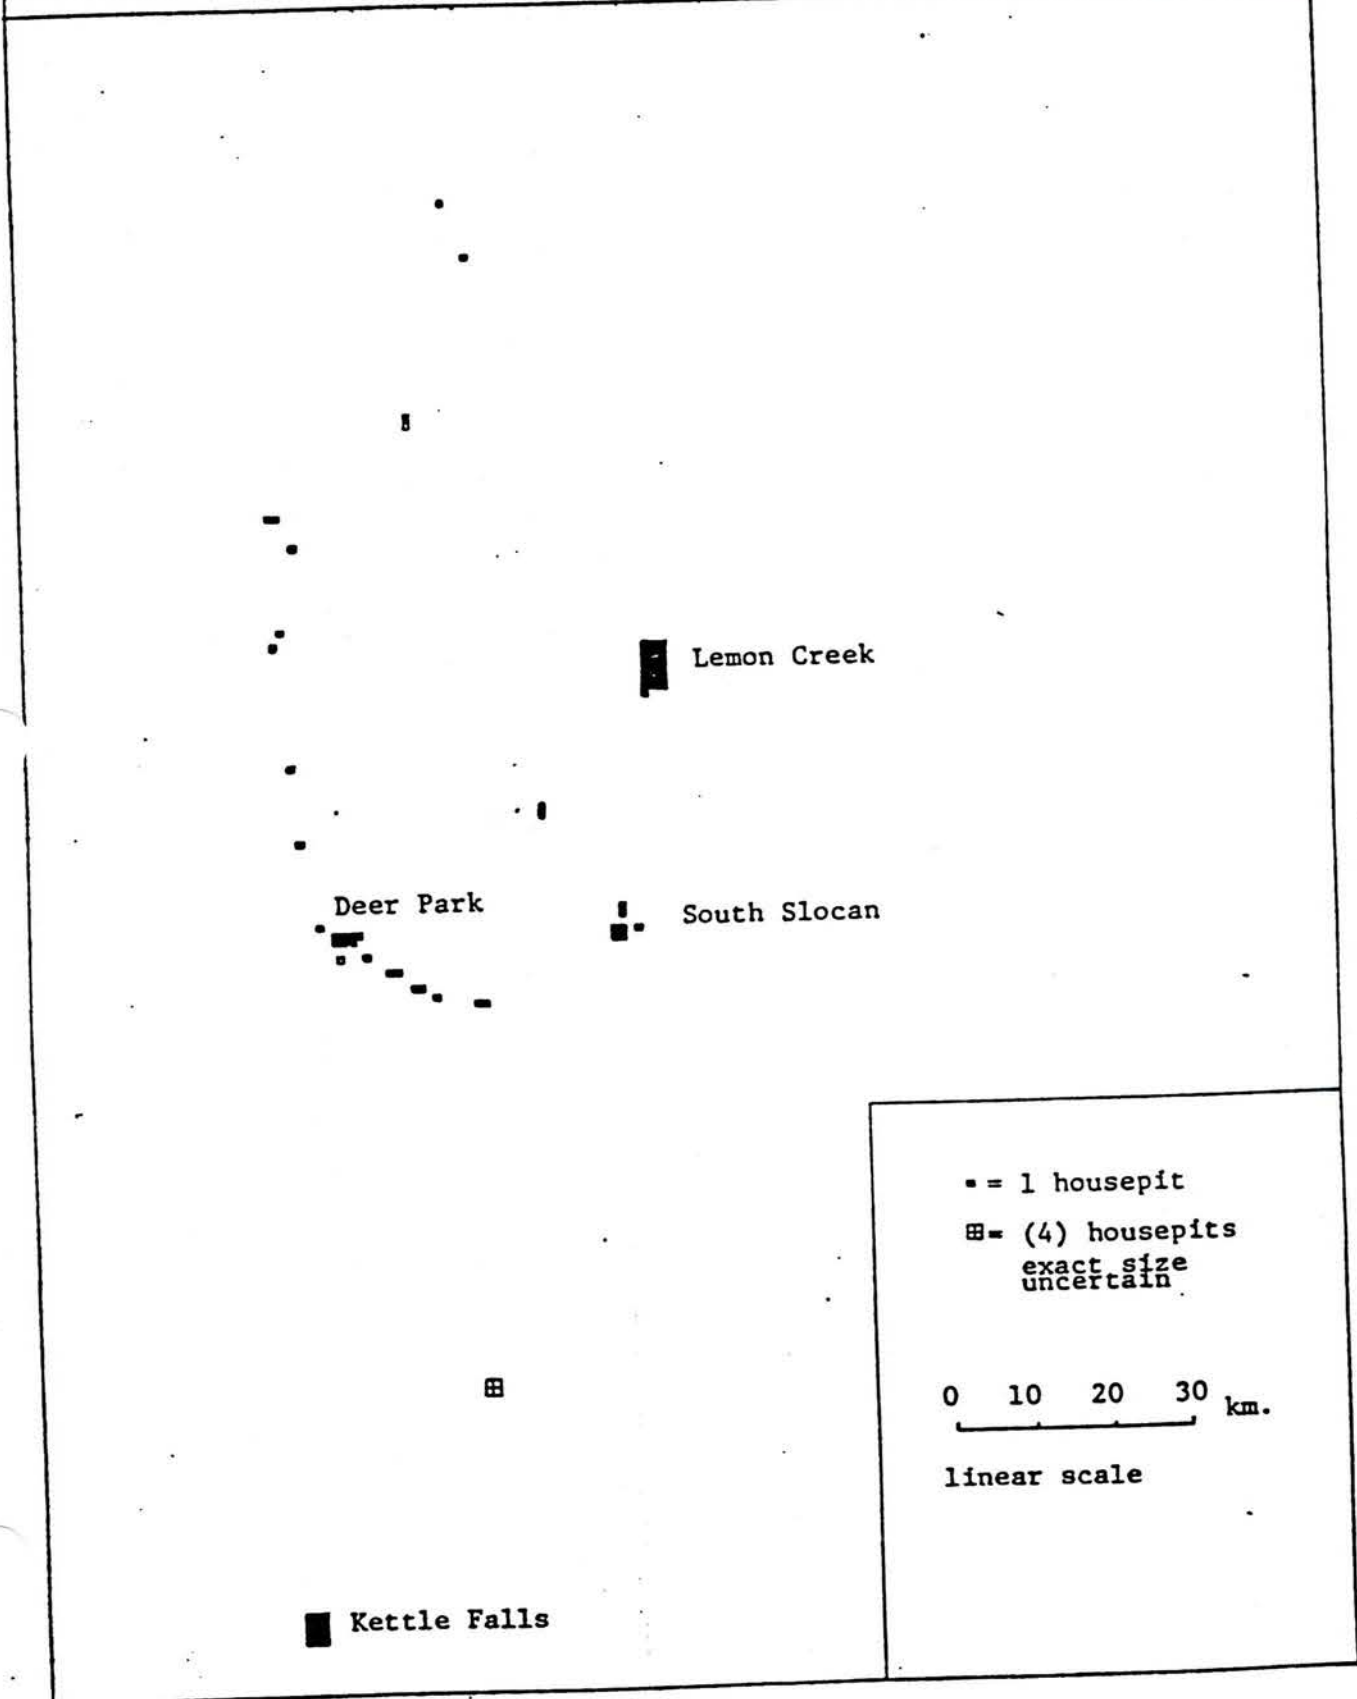 Lemon Creek
Deer Park
South Slocan
= 1 housepit
= (4) housepits
exact size
uncertain
0 10 20 30 km.
linear scale
Kettle Falls